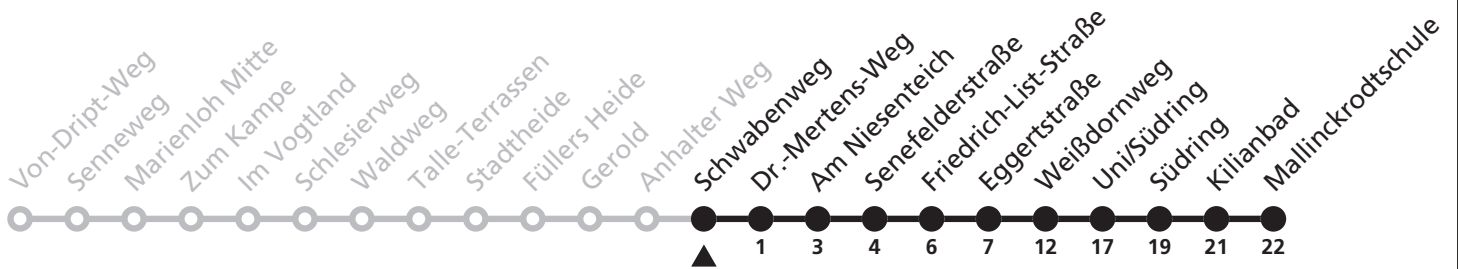 Von-Dript-Weg
Senneweg
Marienloh Mitte
Zum Kampe
Im Vogtland
Schlesierweg
Waldweg
Talle-Terrassen
Stadtheide
Füllers Heide
Gerold
Anhalter Weg
Schwabenweg
Dr.-Mertens-Weg
Am Niesenteich
Senefelderstraße
Friedrich-List-Straße
Eggertstraße
Weißdornweg
Uni/Südring
Südring
Kilianbad
Mallinckrodtschule
1 3 4 6 7 12 17 19 21 22